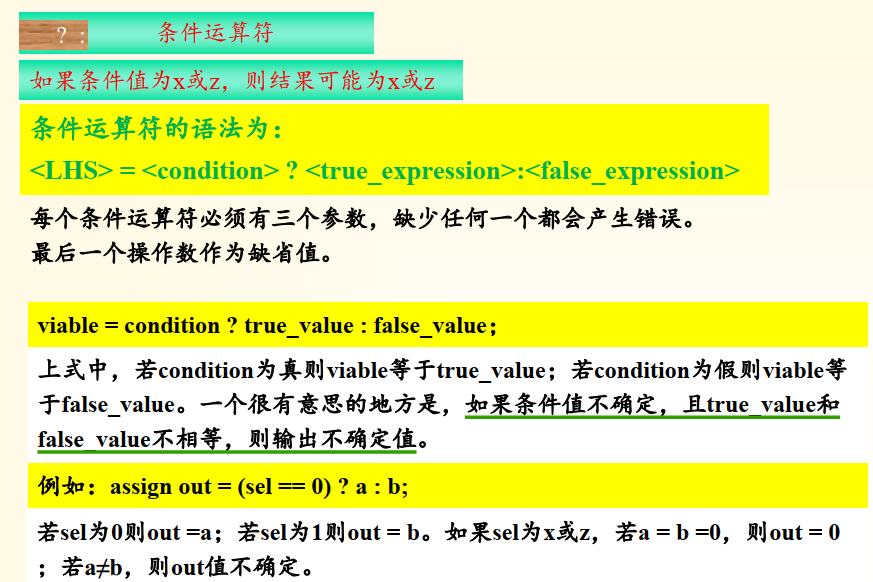 ? : 条件运算符
如果条件值为x或z，则结果可能为x或z
条件运算符的语法为：
<LHS> = <condition> ? <true_expression>:<false_expression>
每个条件运算符必须有三个参数，缺少任何一个都会产生错误。
最后一个操作数作为缺省值。
viable = condition ? true_value : false_value；
上式中，若condition为真则viable等于true_value；若condition为假则viable等
于false_value。一个很有意思的地方是，如果条件值不确定，且true_value和
false_value不相等，则输出不确定值。
例如：assign out = (sel == 0) ? a : b;
若sel为0则out =a；若sel为1则out = b。如果sel为x或z，若a = b =0，则out = 0
；若a≠b，则out值不确定。